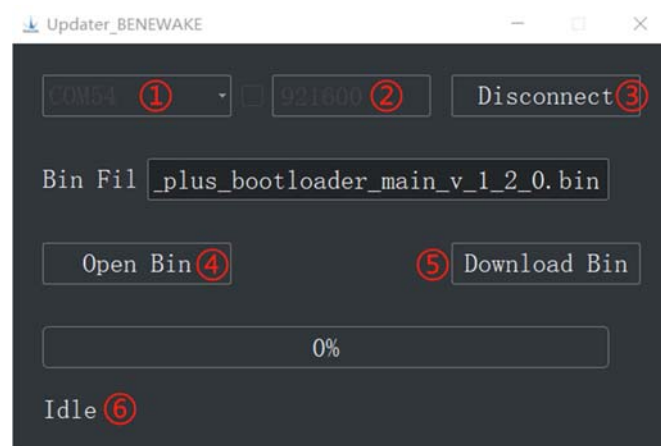 Updater_BENEWAKE
COM54 ① 921600 ② Disconnect ③
Bin Fil _plus_bootloader_main_v_1_2_0.bin
Open Bin ④ ⑤ Download Bin
0%
Idle ⑥